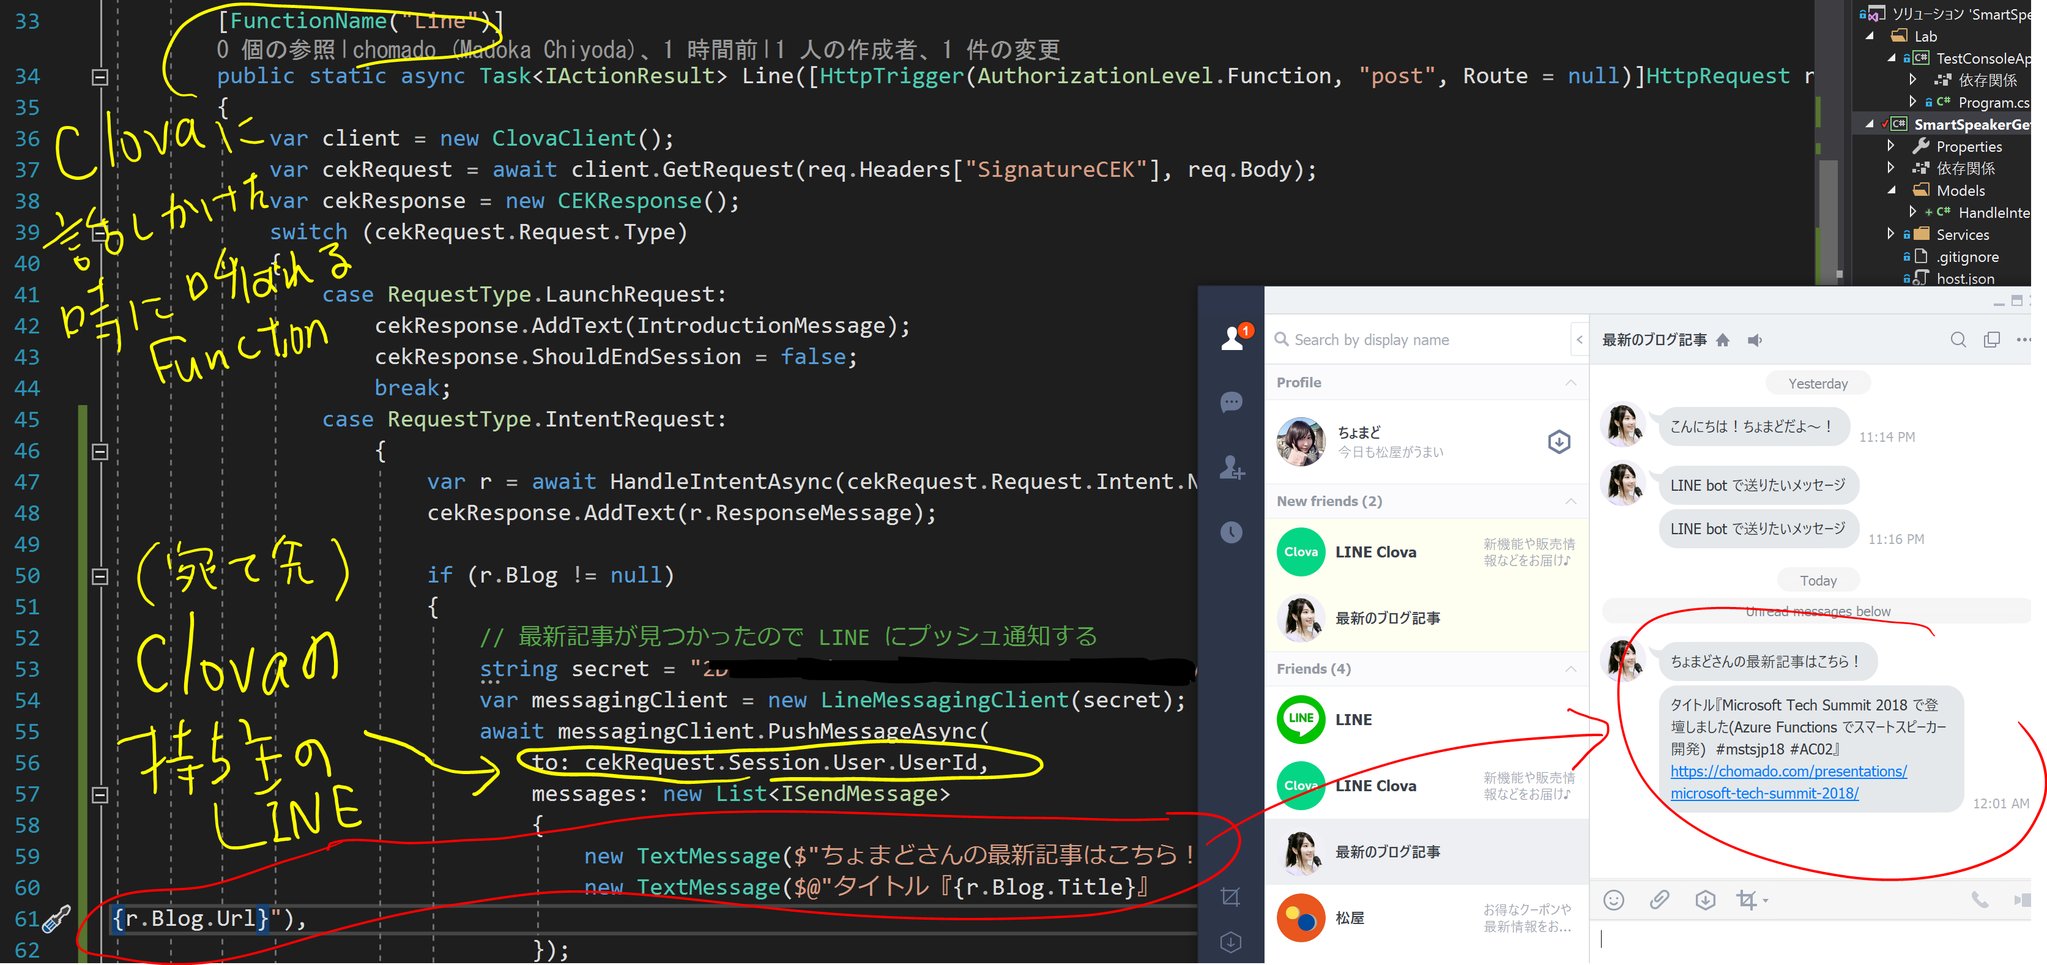 33 [FunctionName("Line")]
0 個の参照|chomado (Madoka Chiyoda)、1 時間前|1 人の作成者、1 件の変更
34 public static async Task<IActionResult> Line([HttpTrigger(AuthorizationLevel.Function, "post", Route = null)]HttpRequest r
35 {
36 var client = new ClovaClient();
37 var cekRequest = await client.GetRequest(req.Headers["SignatureCEK"], req.Body);
38 var cekResponse = new CEKResponse();
39 switch (cekRequest.Request.Type)
40 {
41 case RequestType.LaunchRequest:
42 cekResponse.AddText(IntroductionMessage);
43 cekResponse.ShouldEndSession = false;
44 break;
45 case RequestType.IntentRequest:
46 {
47 var r = await HandleIntentAsync(cekRequest.Request.Intent.N
48 cekResponse.AddText(r.ResponseMessage);
49
50 if (r.Blog != null)
51 {
52 // 最新記事が見つかったので LINE にプッシュ通知する
53 string secret = "2D
54 var messagingClient = new LineMessagingClient(secret);
55 await messagingClient.PushMessageAsync(
56 to: cekRequest.Session.User.UserId,
57 messages: new List<ISendMessage>
58 {
59 new TextMessage($"ちょまどさんの最新記事はこちら！
60 new TextMessage($@"タイトル『{r.Blog.Title}』
61 {r.Blog.Url}"),
62 });
Clovaに
話しかけた
時に呼ばれる
Function
(宛て先)
Clovaの
持ち主の
LINE
ソリューション 'SmartSpe
Lab
TestConsoleAp
依存関係
C# Program.cs
C# SmartSpeakerGet
Properties
依存関係
Models
C# HandleInte
Services
.gitignore
host.json
1
Search by display name
Profile
ちょまど
今日も松屋がうまい
New friends (2)
Clova LINE Clova
新機能や販売情
報などをお届け♪
最新のブログ記事
Friends (4)
LINE LINE
Clova LINE Clova
新機能や販売情
報などをお届け♪
最新のブログ記事
松屋
お得なクーポンや
最新情報をお...
最新のブログ記事
Yesterday
こんにちは！ちょまどだよ〜！
11:14 PM
LINE bot で送りたいメッセージ
LINE bot で送りたいメッセージ
11:16 PM
Today
Unread messages below
ちょまどさんの最新記事はこちら！
タイトル『Microsoft Tech Summit 2018 で登
壇しました(Azure Functions でスマートスピーカー
開発) #mstsjp18 #AC02』
https://chomado.com/presentations/
microsoft-tech-summit-2018/
12:01 AM